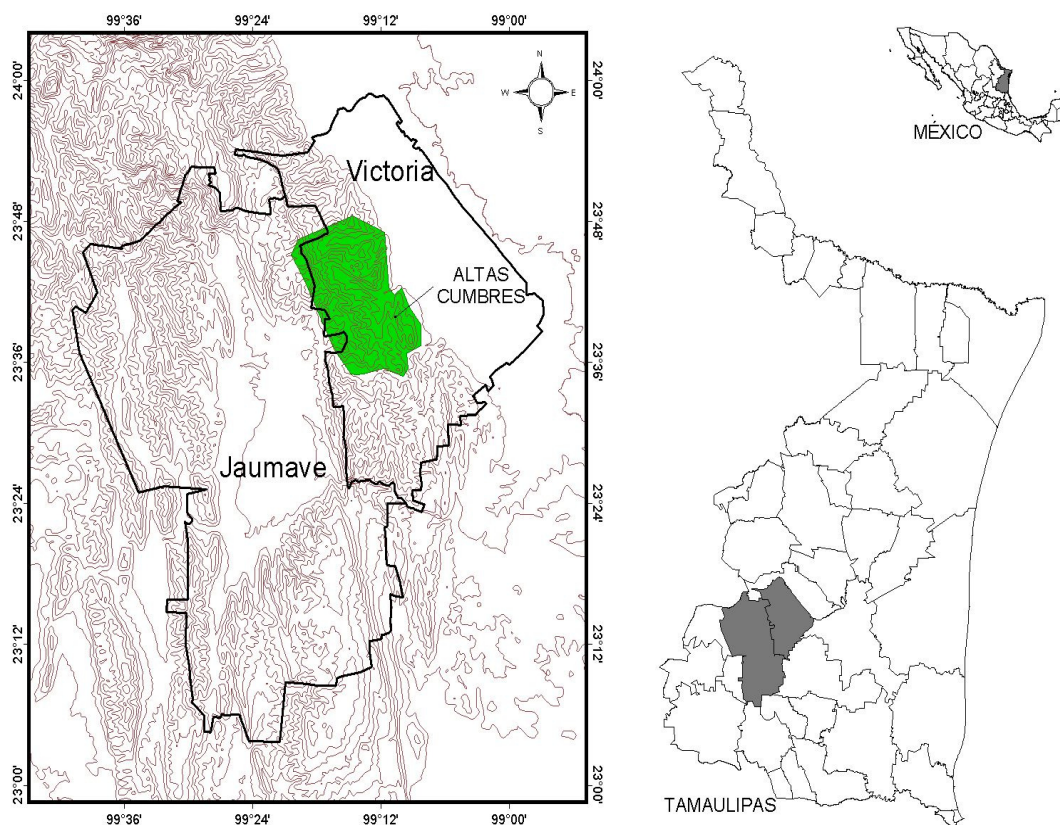 99°36' 99°24' 99°12' 99°00'
24°00'
24°00'
N
W E
S
MÉXICO
Victoria
23°48'
23°48'
ALTAS
CUMBRES
23°36'
23°36'
Jaumave
23°24'
23°24'
23°12'
23°12'
23°00'
23°00'
TAMAULIPAS
99°36' 99°24' 99°12' 99°00'